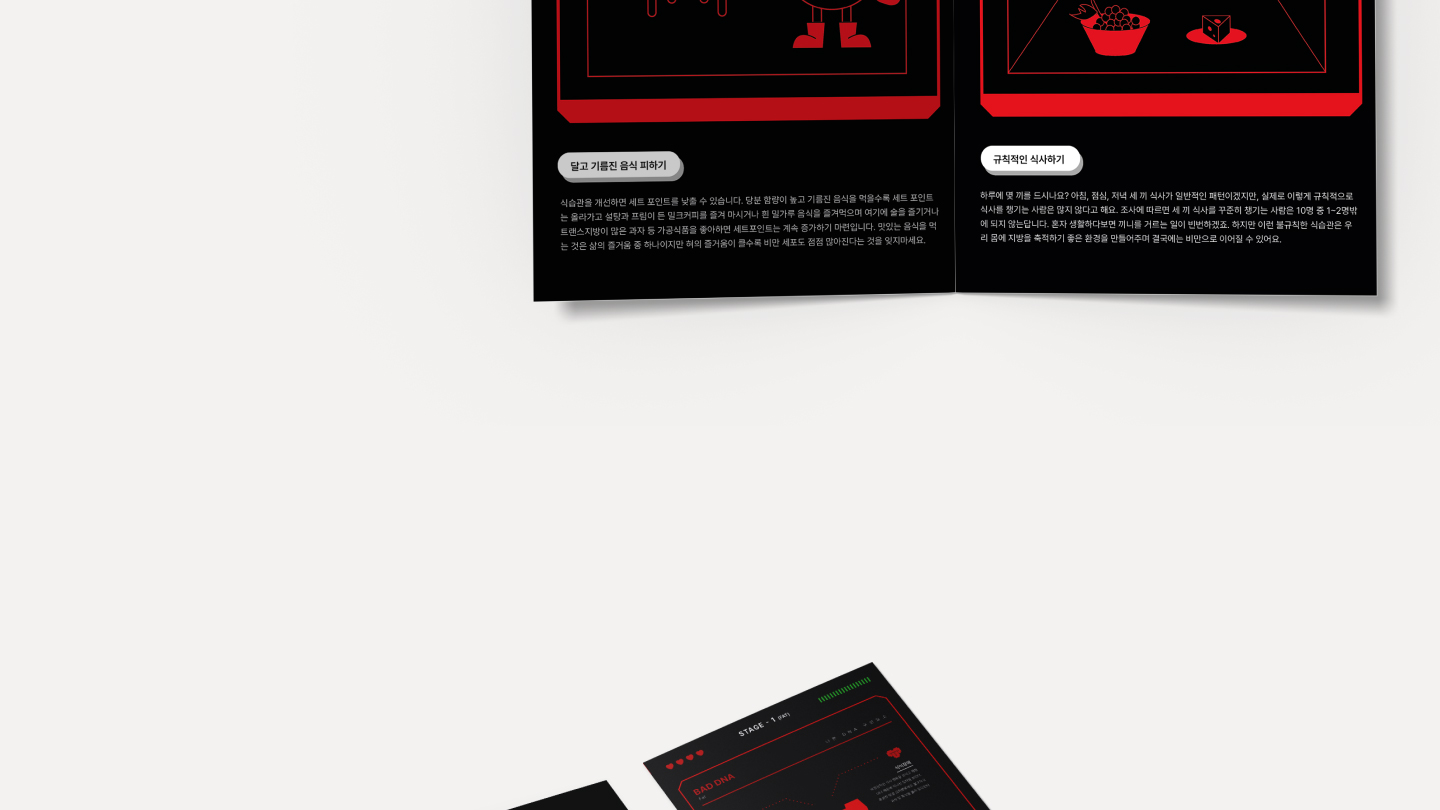 달고 기름진 음식 피하기
식습관을 개선하면 세트 포인트를 낮출 수 있습니다. 당분 함량이 높고 기름진 음식을 먹을수록 세트 포인트
는 올라가고 설탕과 프림이 든 밀크커피를 즐겨 마시거나 흰 밀가루 음식을 즐겨먹으며 여기에 술을 즐기거나
트랜스지방이 많은 과자 등 가공식품을 좋아하면 세트포인트는 계속 증가하기 마련입니다. 맛있는 음식을 먹
는 것은 삶의 즐거움 중 하나이지만 혀의 즐거움이 클수록 비만 세포도 점점 많아진다는 것을 잊지마세요.
규칙적인 식사하기
하루에 몇 끼를 드시나요? 아침, 점심, 저녁 세 끼 식사가 일반적인 패턴이겠지만, 실제로 이렇게 규칙적으로
식사를 챙기는 사람은 많지 않다고 해요. 조사에 따르면 세 끼 식사를 꾸준히 챙기는 사람은 10명 중 1-2명밖
에 되지 않는답니다. 혼자 생활하다보면 끼니를 거르는 일이 빈번하겠죠. 하지만 이런 불규칙한 식습관은 우
리 몸에 지방을 축적하기 좋은 환경을 만들어주며 결국에는 비만으로 이어질 수 있어요.
STAGE - 1 (FAT)
BAD DNA